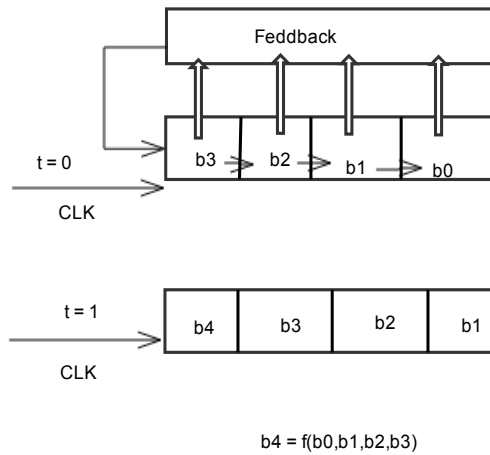 Feddback
b3 b2 b1 b0
t = 0
CLK
t = 1
b4 b3 b2 b1
CLK
b4 = f(b0,b1,b2,b3)